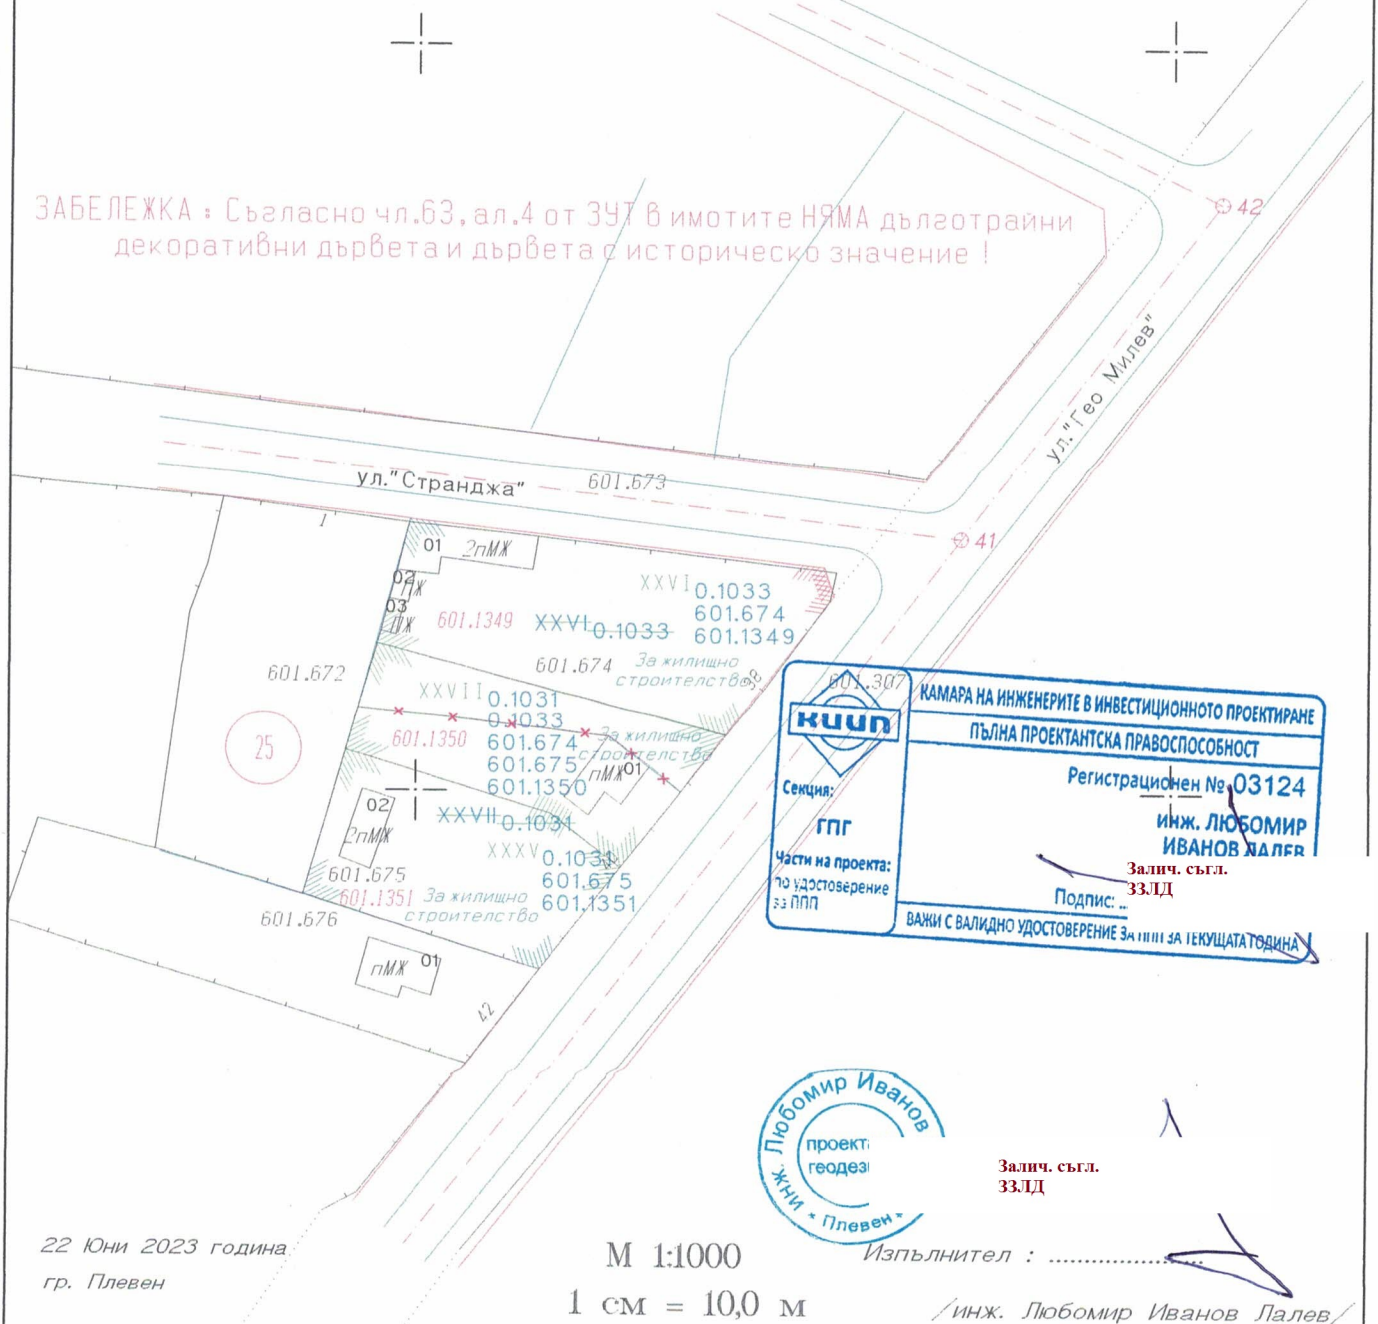 ЗАБЕЛЕЖКА : Съгласно чл.63, ал.4 от ЗУТ в имотите НЯМА дълготрайни
декоративни дървета и дървета с историческо значение !
42
ул."Гео Милев"
ул."Странджа"
601.673
41
1
01
2пМЖ
02
ПЖ
03
ПЖ
601.1349
XXVI 0.1033
XXVI 0.1033
601.674
601.1349
601.674
За жилищно
строителство
38
601.672
25
XXVII 0.1031
0.1033
601.674
601.675
601.1350
601.1350
За жилищно
строителство
пМЖ
01
XXVII 0.1031
02
2пМЖ
XXXV 0.1031
601.675
601.1351
601.675
601.1351
За жилищно
строителство
601.676
пМЖ
01
42
601.307
КИИП
КАМАРА НА ИНЖЕНЕРИТЕ В ИНВЕСТИЦИОННОТО ПРОЕКТИРАНЕ
ПЪЛНА ПРОЕКТАНТСКА ПРАВОСПОСОБНОСТ
Секция:
ГПГ
Части на проекта:
по удостоверение
за ППП
Регистрационен № 03124
инж. ЛЮБОМИР
ИВАНОВ ЛАЛЕВ
Подпис: ..
Залич. съгл.
ЗЗЛД
ВАЖИ С ВАЛИДНО УДОСТОВЕРЕНИЕ ЗА ППП ЗА ТЕКУЩАТА ГОДИНА
Любомир Иванов
Плевен
Залич. съгл.
ЗЗЛД
22 Юни 2023 година
гр. Плевен
М 1:1000
1 см = 10,0 м
Изпълнител : ......................
/инж. Любомир Иванов Лалев/